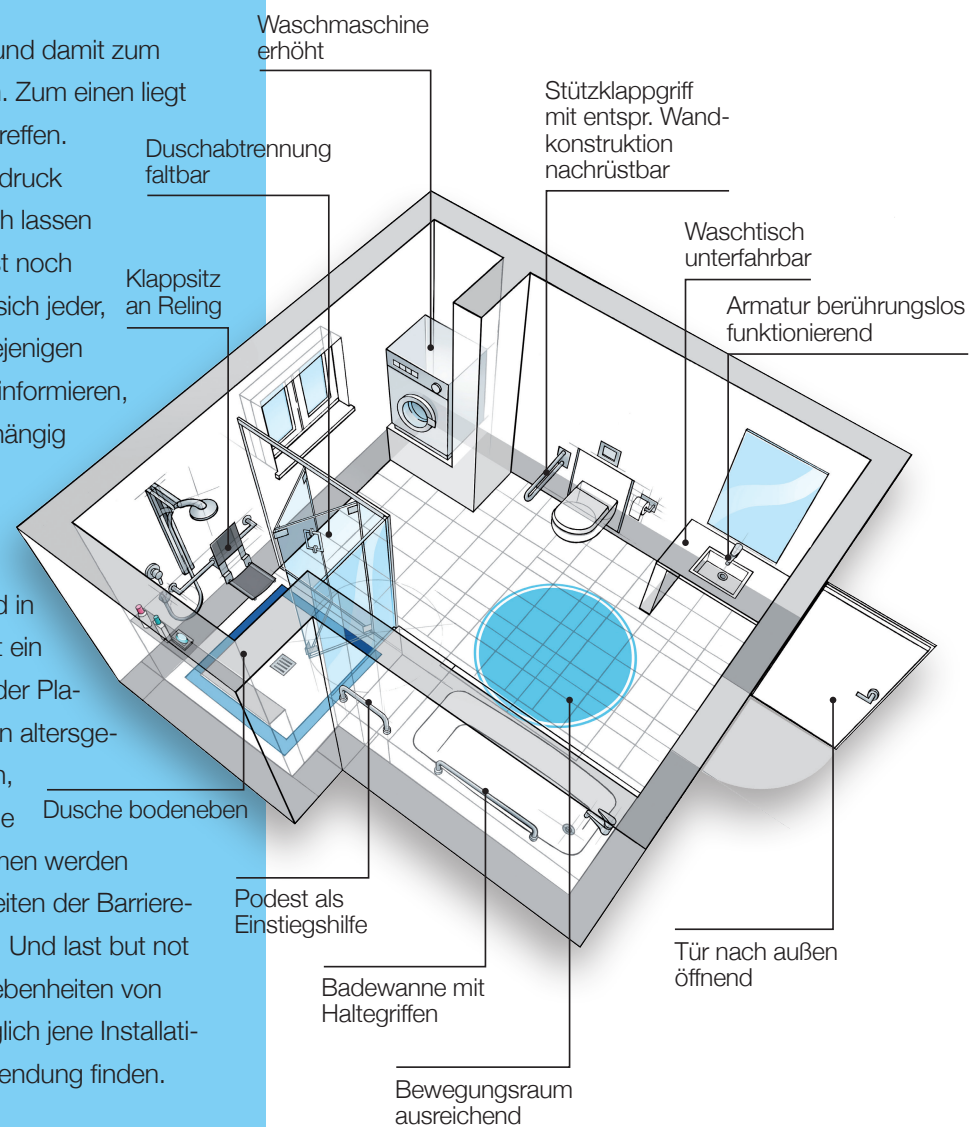 und damit zum
. Zum einen liegt
reffen.
druck
h lassen
st noch
sich jeder,
ejenigen
informieren,
hängig
d in
t ein
der Pla-
n altersge-
n,
e
nen werden
eiten der Barriere-
. Und last but not
ebenheiten von
glich jene Installati-
endung finden.
Waschmaschine
erhöht
Duschabtrennung
faltbar
Klappsitz
an Reling
Stützklappgriff
mit entspr. Wand-
konstruktion
nachrüstbar
Waschtisch
unterfahrbar
Armatur berührungslos
funktionierend
Dusche bodeneben
Podest als
Einstiegshilfe
Badewanne mit
Haltegriffen
Bewegungsraum
ausreichend
Tür nach außen
öffnend